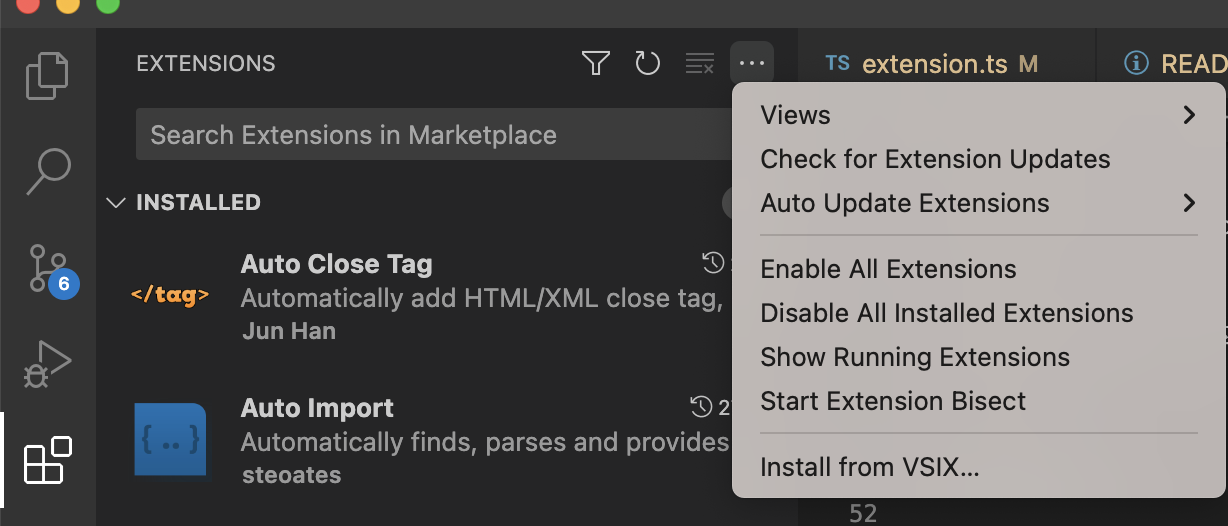 EXTENSIONS
TS extension.ts M
READ
Search Extensions in Marketplace
INSTALLED
6
</tag>
Auto Close Tag
Automatically add HTML/XML close tag,
Jun Han
{ .. }
Auto Import
2
Automatically finds, parses and provides
steoates
Views
Check for Extension Updates
Auto Update Extensions
Enable All Extensions
Disable All Installed Extensions
Show Running Extensions
Start Extension Bisect
Install from VSIX...
52